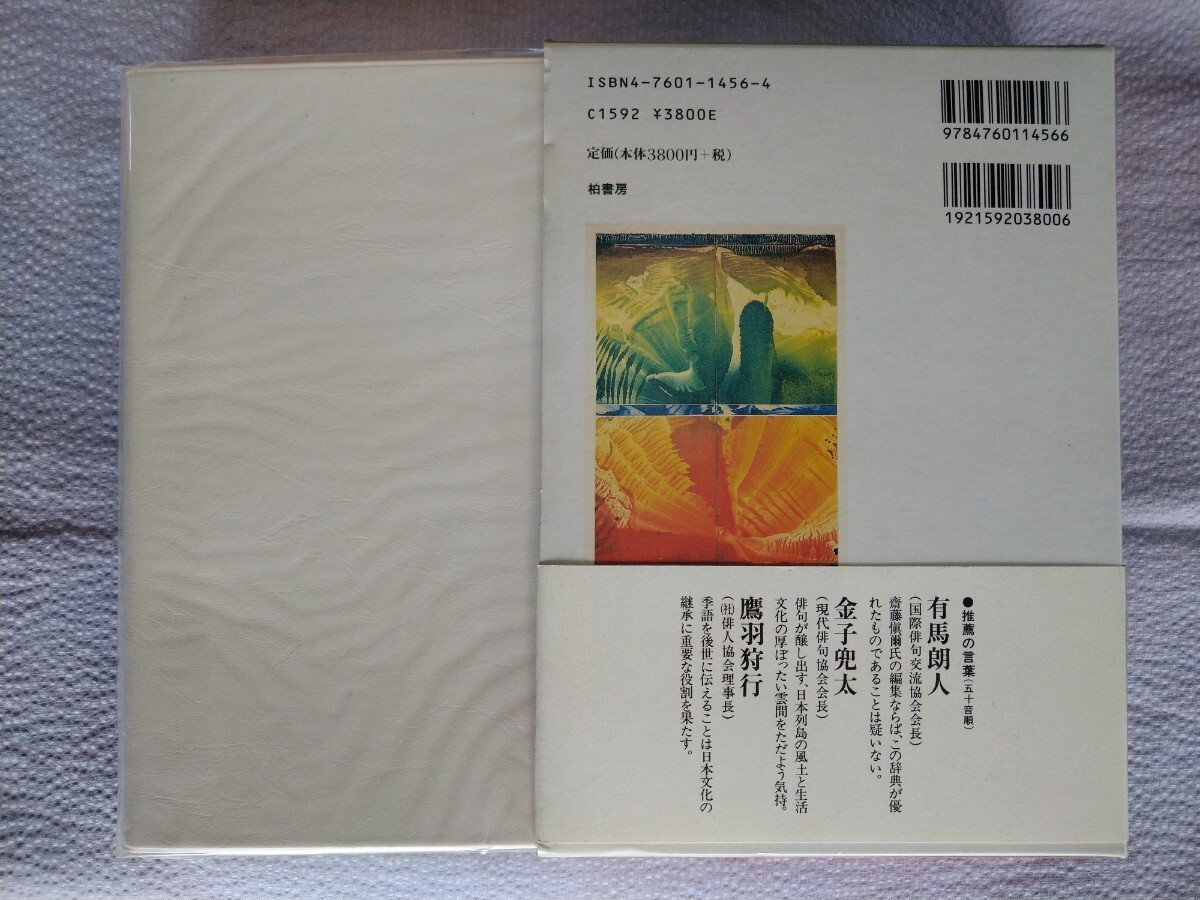 ISBN4-7601-1456-4
C1592 ¥3800E
定価(本体3800円+税)
柏書房
9784760114566
1921592038006
●推薦の言葉(五十音順)
有馬朗人
(国際俳句交流協会会長)
齋藤愼爾氏の編集ならば、この辞典が優
れたものであることは疑いない。
金子兜太
(現代俳句協会会長)
俳句が醸し出す、日本列島の風土と生活
文化の厚ぼったい雲間をただよう気持。
鷹羽狩行
(㈳俳人協会理事長)
季語を後世に伝えることは日本文化の
継承に重要な役割を果たす。